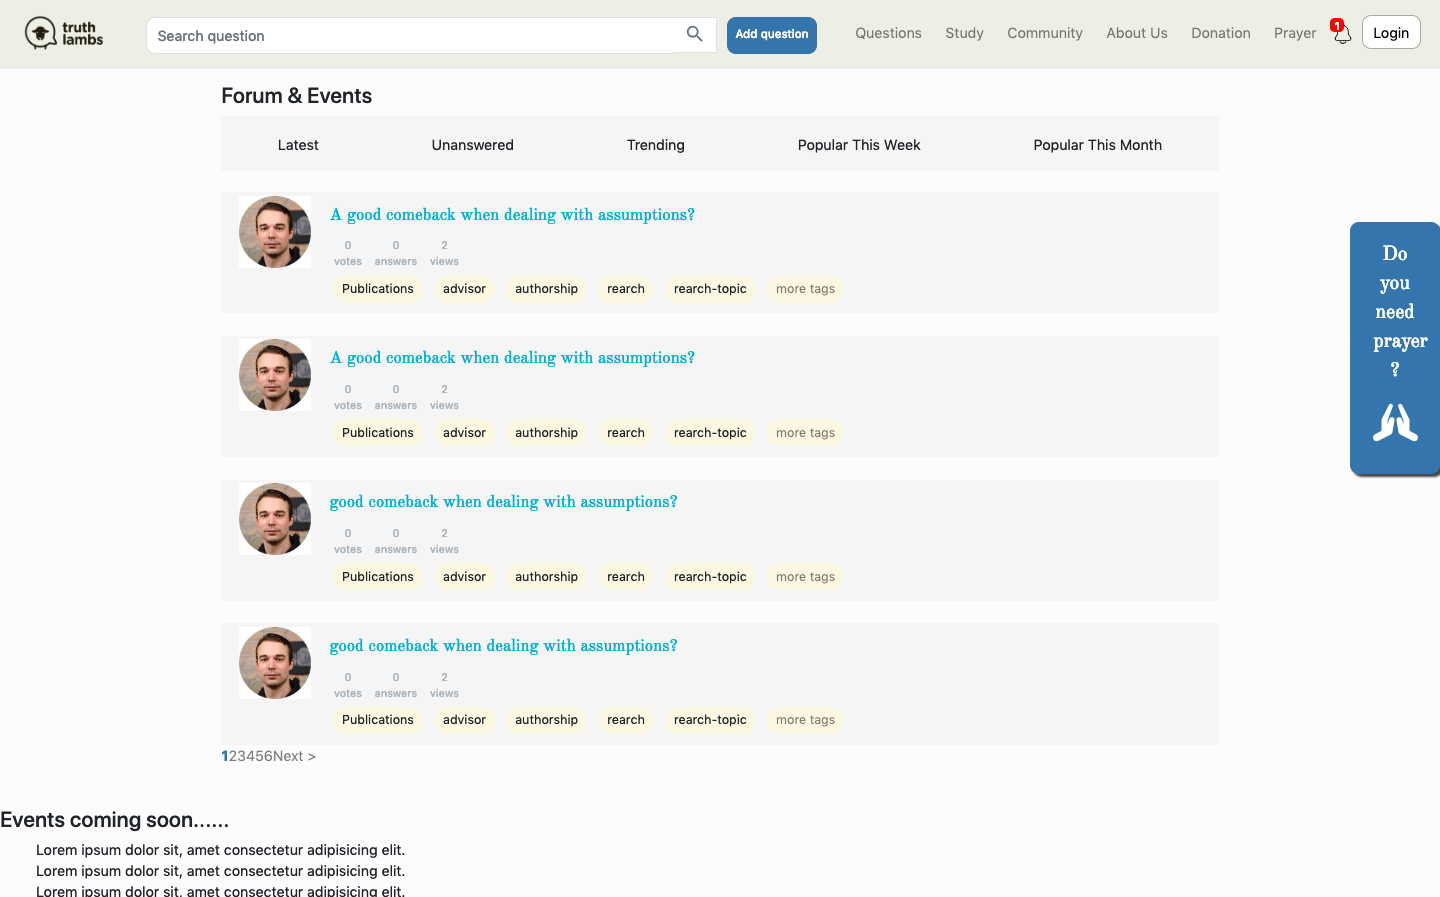 truth
lambs
Search question
Add question
Questions Study Community About Us Donation Prayer 1 Login
Forum & Events
Latest Unanswered Trending Popular This Week Popular This Month
A good comeback when dealing with assumptions?
0 0 2
votes answers views
Publications advisor authorship rearch rearch-topic more tags
A good comeback when dealing with assumptions?
0 0 2
votes answers views
Publications advisor authorship rearch rearch-topic more tags
good comeback when dealing with assumptions?
0 0 2
votes answers views
Publications advisor authorship rearch rearch-topic more tags
good comeback when dealing with assumptions?
0 0 2
votes answers views
Publications advisor authorship rearch rearch-topic more tags
123456Next >
Do
you
need
prayer
?
Events coming soon......
Lorem ipsum dolor sit, amet consectetur adipisicing elit.
Lorem ipsum dolor sit, amet consectetur adipisicing elit.
Lorem ipsum dolor sit, amet consectetur adipisicing elit.